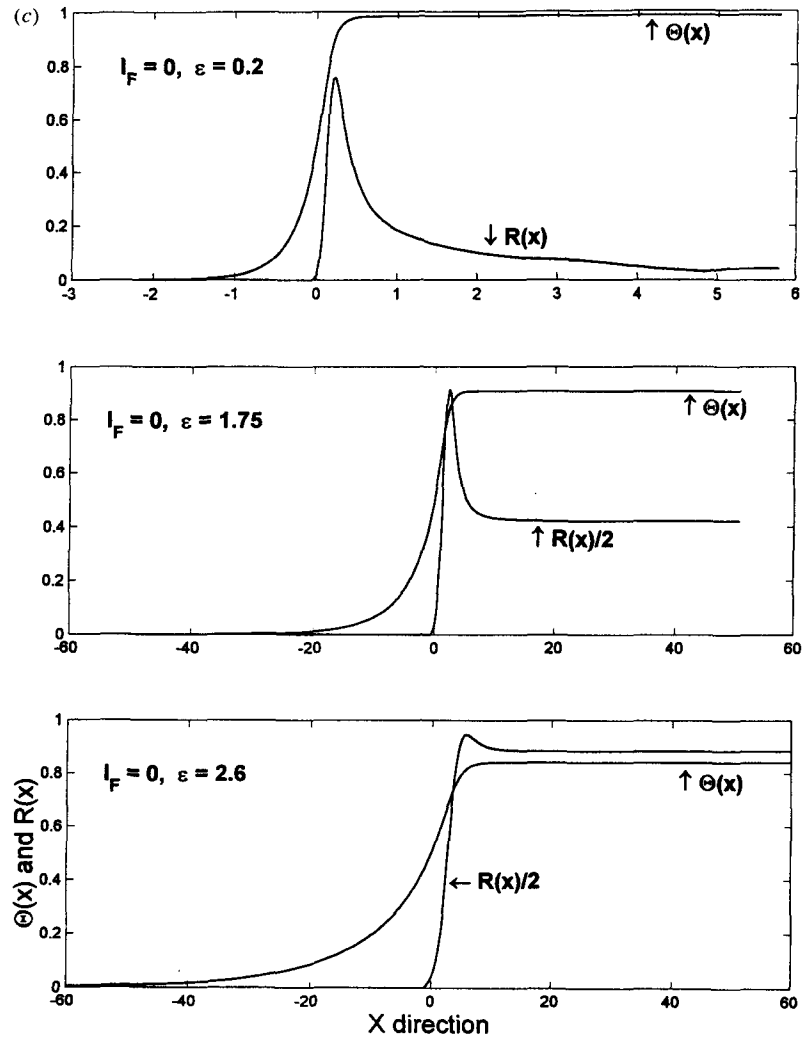 (c)
1
0.8
0.6
0.4
0.2
0
I_F = 0, ε = 0.2
↑ Θ(x)
↓ R(x)
-3 -2 -1 0 1 2 3 4 5 6
1
0.8
0.6
0.4
0.2
0
I_F = 0, ε = 1.75
↑ Θ(x)
↑ R(x)/2
-60 -40 -20 0 20 40 60
Θ(x) and R(x)
1
0.8
0.6
0.4
0.2
0
I_F = 0, ε = 2.6
↑ Θ(x)
← R(x)/2
-60 -40 -20 0 20 40 60
X direction